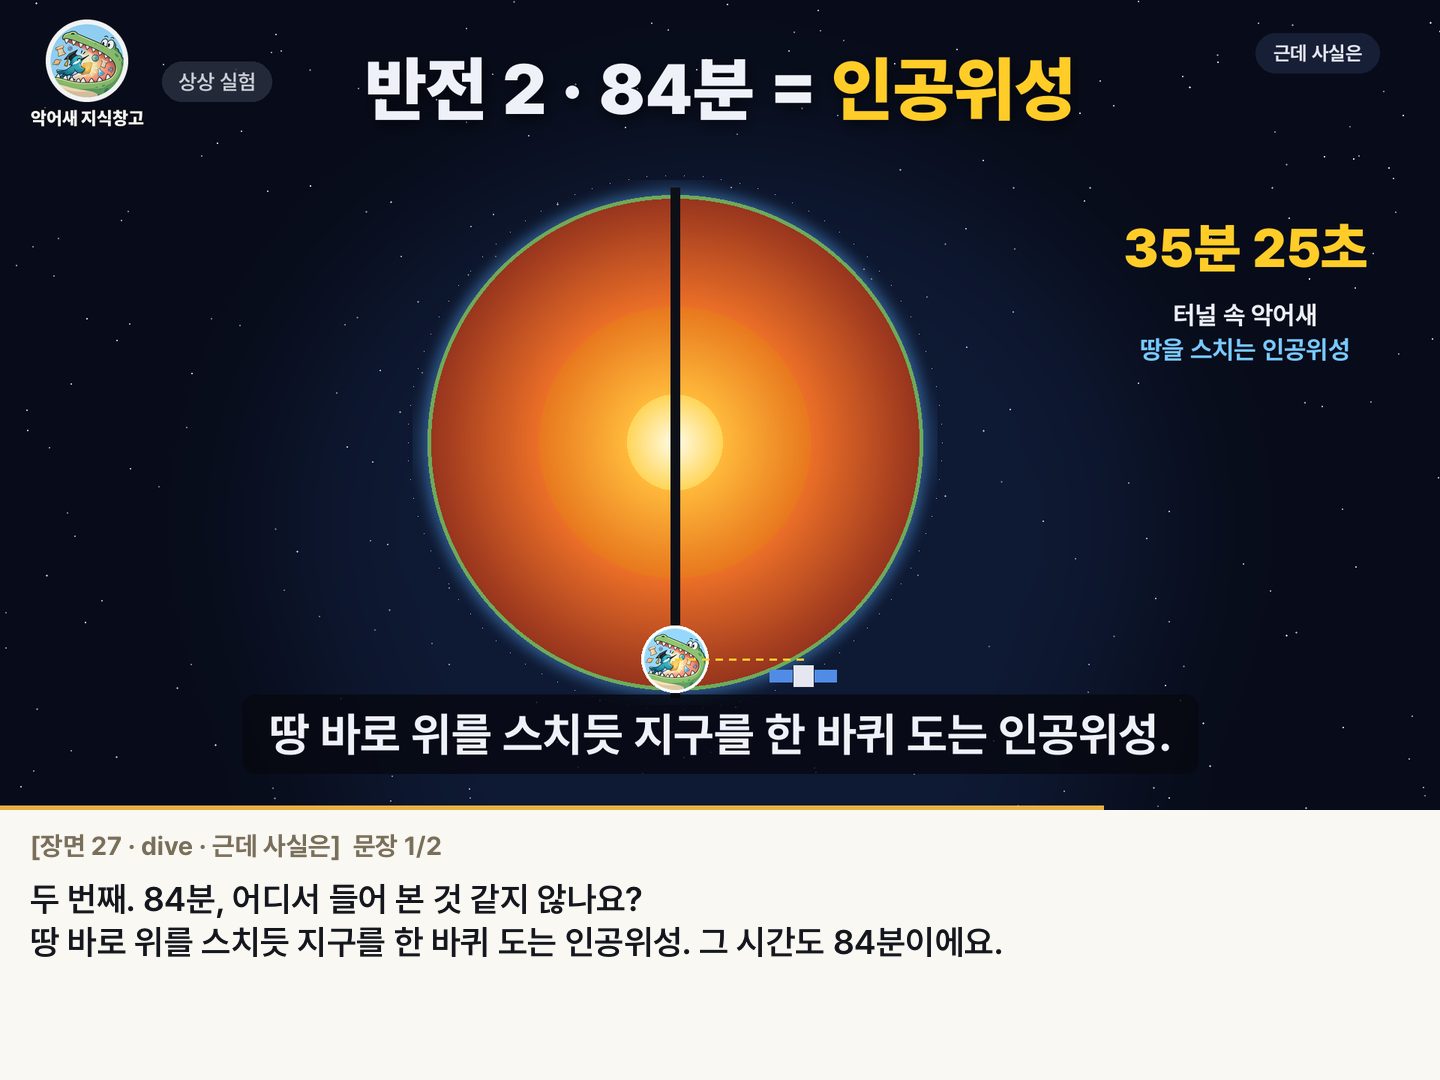 악어새 지식창고
상상 실험
반전 2 · 84분 = 인공위성
근데 사실은
35분 25초
터널 속 악어새
땅을 스치는 인공위성
땅 바로 위를 스치듯 지구를 한 바퀴 도는 인공위성.
[장면 27 · dive · 근데 사실은] 문장 1/2
두 번째. 84분, 어디서 들어 본 것 같지 않나요?
땅 바로 위를 스치듯 지구를 한 바퀴 도는 인공위성. 그 시간도 84분이에요.